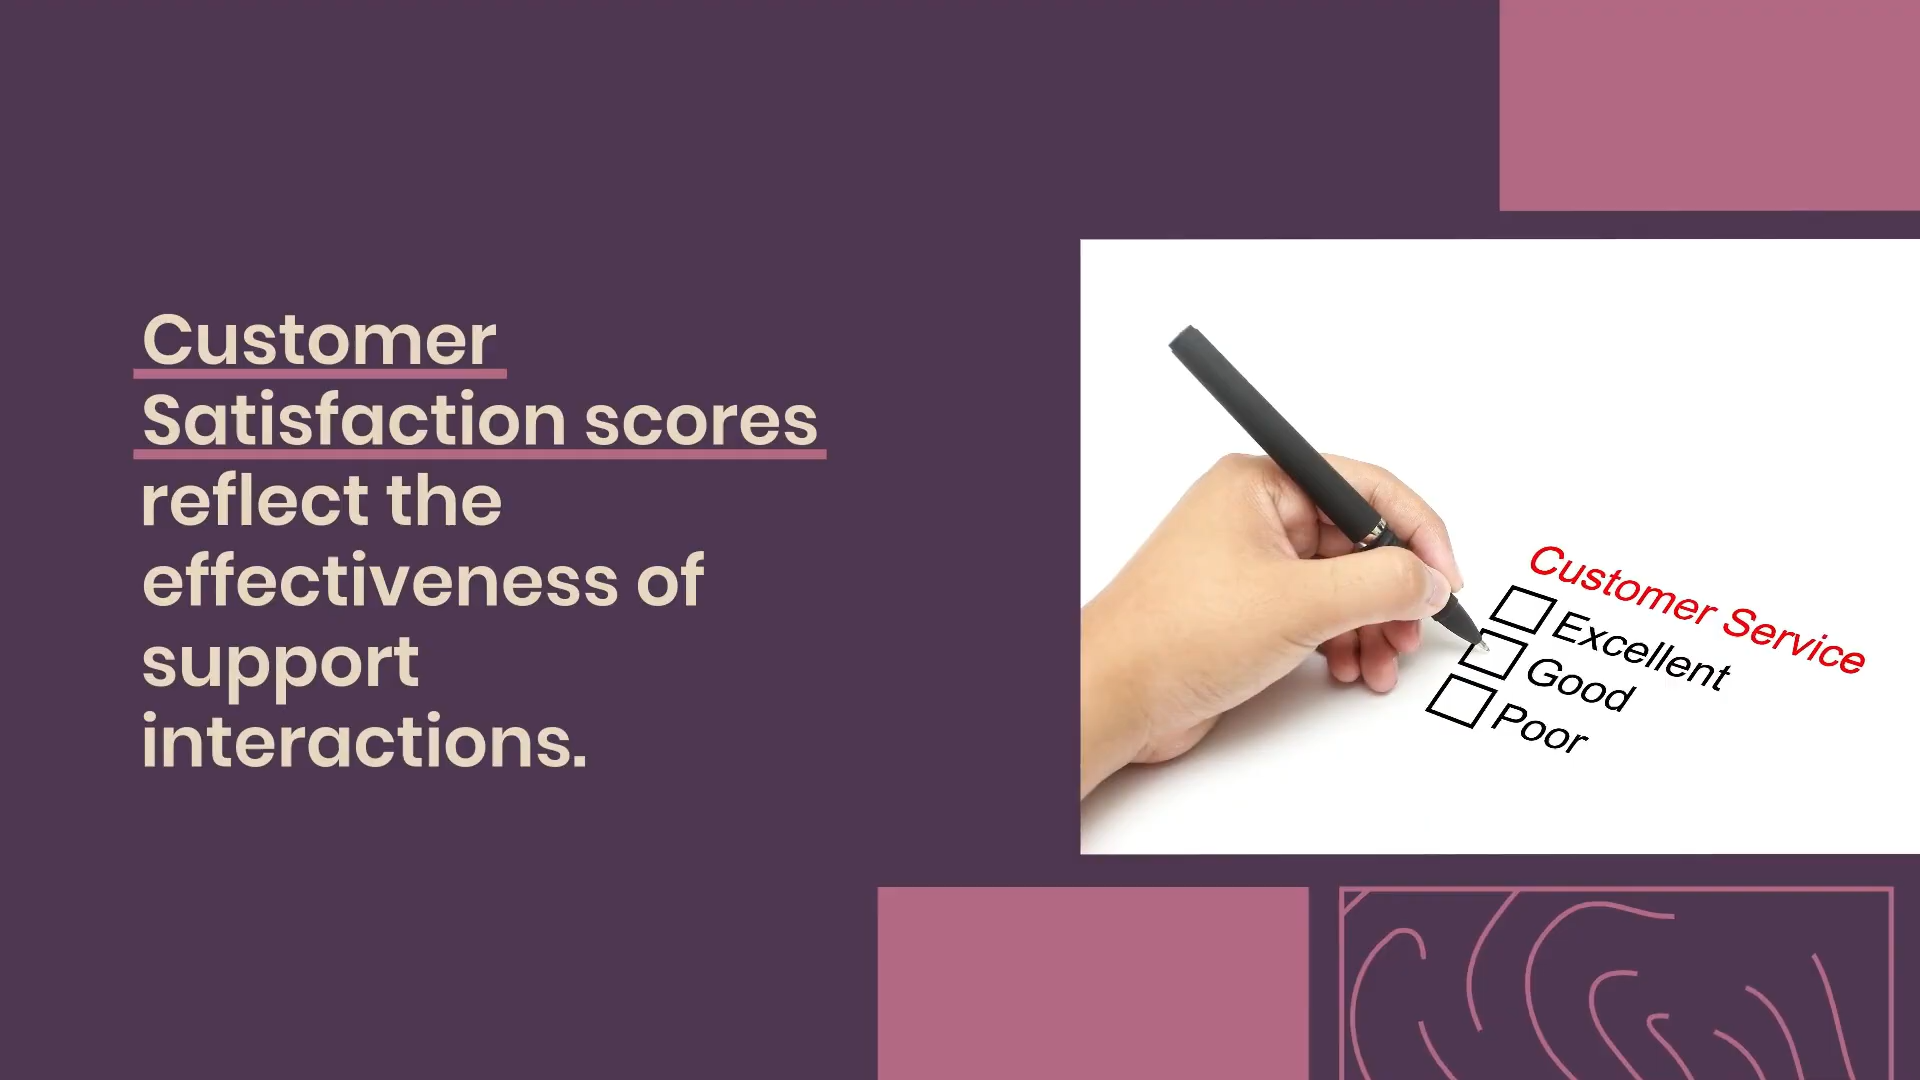 Customer
Satisfaction scores
reflect the
effectiveness of
support
interactions.
Customer Service
Excellent
Good
Poor